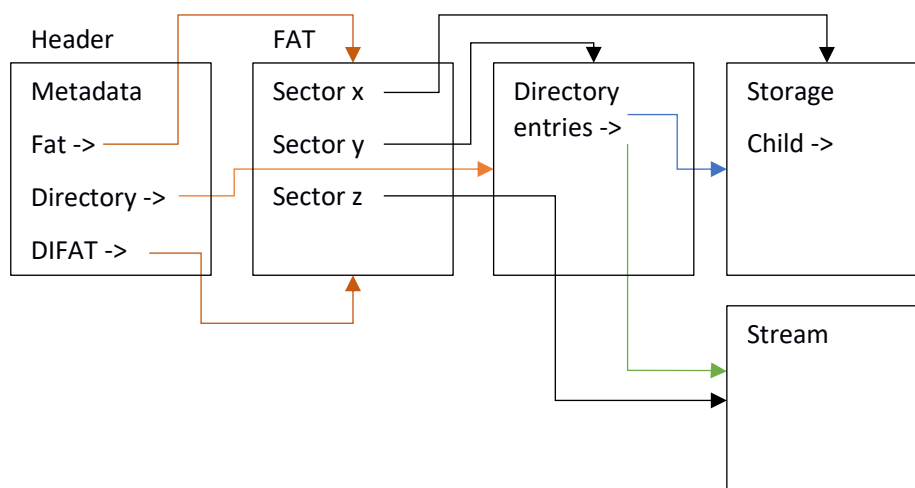 Header
Metadata
Fat ->
Directory ->
DIFAT ->
FAT
Sector x
Sector y
Sector z
Directory
entries ->
Storage
Child ->
Stream